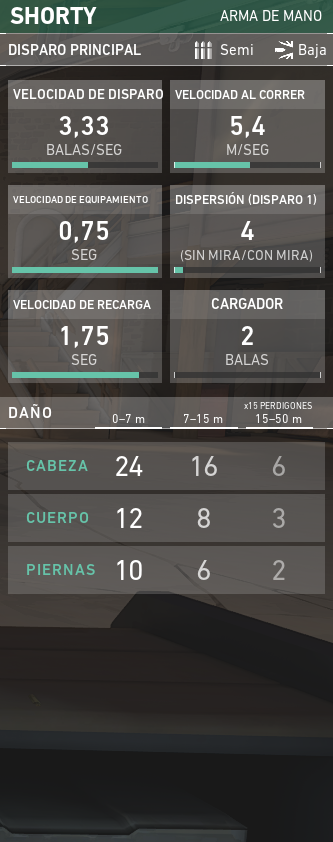 SHORTY
ARMA DE MANO
DISPARO PRINCIPAL
Semi
Baja
VELOCIDAD DE DISPARO
3,33
BALAS/SEG
VELOCIDAD AL CORRER
5,4
M/SEG
VELOCIDAD DE EQUIPAMIENTO
0,75
SEG
DISPERSIÓN (DISPARO 1)
4
(SIN MIRA/CON MIRA)
VELOCIDAD DE RECARGA
1,75
SEG
CARGADOR
2
BALAS
x15 PERDIGONES
DAÑO 0–7 m 7–15 m 15–50 m
CABEZA 24 16 6
CUERPO 12 8 3
PIERNAS 10 6 2